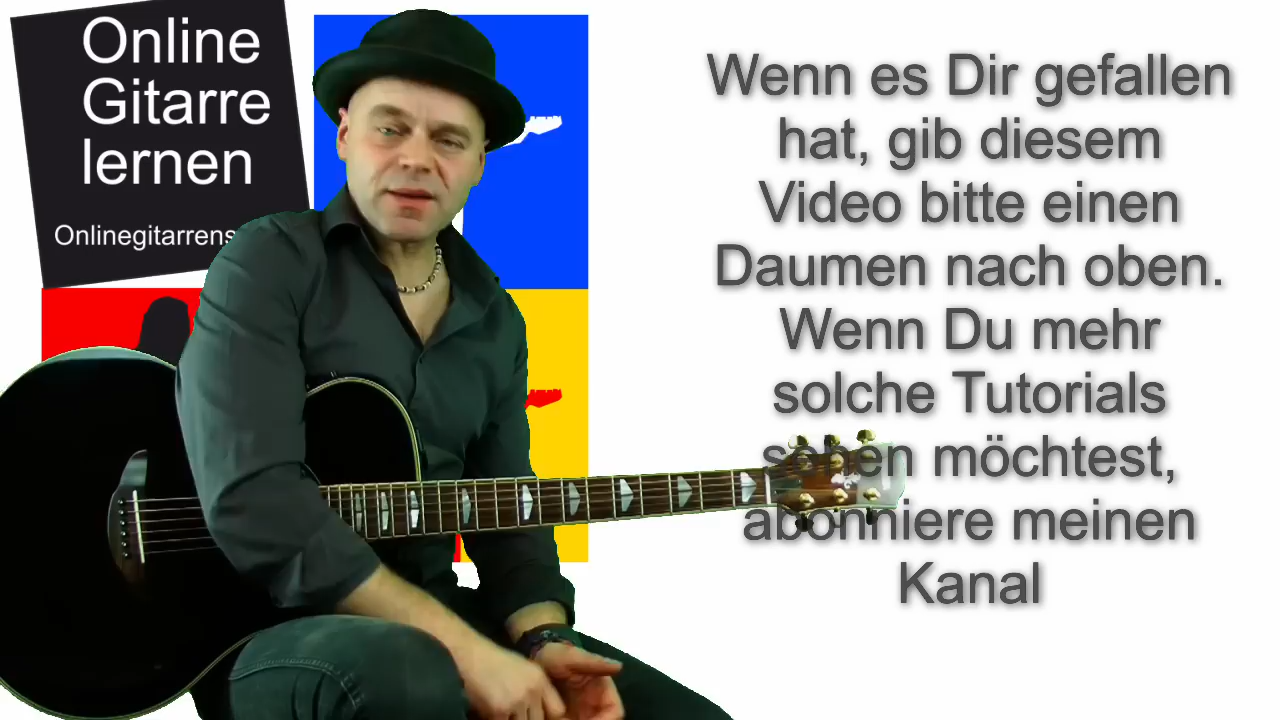 Online
Gitarre
lernen
Wenn es Dir gefallen
hat, gib diesem
Video bitte einen
Daumen nach oben.
Wenn Du mehr
solche Tutorials
sehen möchtest,
abonniere meinen
Kanal